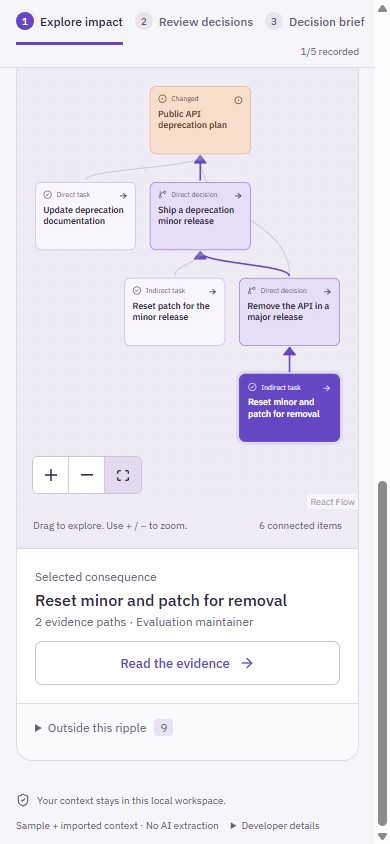 1 Explore impact 2 Review decisions 3 Decision brief
1/5 recorded
Changed
Public API
deprecation plan
Direct task
Update deprecation
documentation
Direct decision
Ship a deprecation
minor release
Indirect task
Reset patch for the
minor release
Direct decision
Remove the API in a
major release
Indirect task
Reset minor and
patch for removal
React Flow
Drag to explore. Use + / − to zoom. 6 connected items
Selected consequence
Reset minor and patch for removal
2 evidence paths · Evaluation maintainer
Read the evidence →
▶ Outside this ripple 9
Your context stays in this local workspace.
Sample + imported context · No AI extraction ▶ Developer details